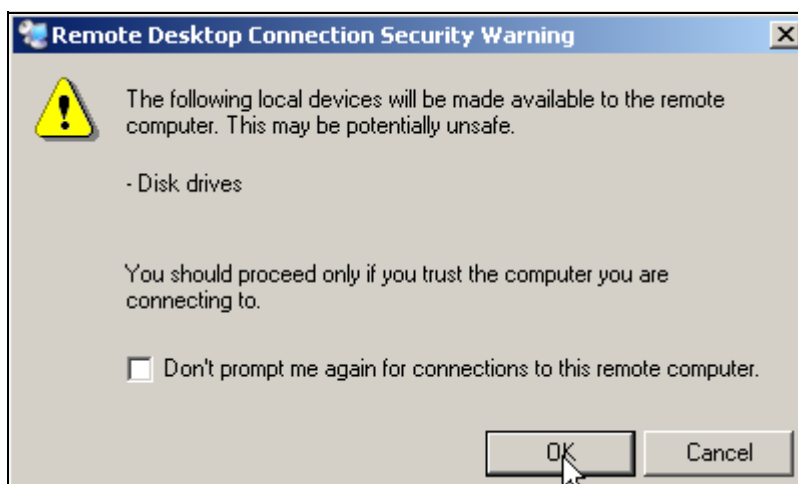 Remote Desktop Connection Security Warning
The following local devices will be made available to the remote
computer. This may be potentially unsafe.
- Disk drives
You should proceed only if you trust the computer you are
connecting to.
Don't prompt me again for connections to this remote computer.
OK
Cancel